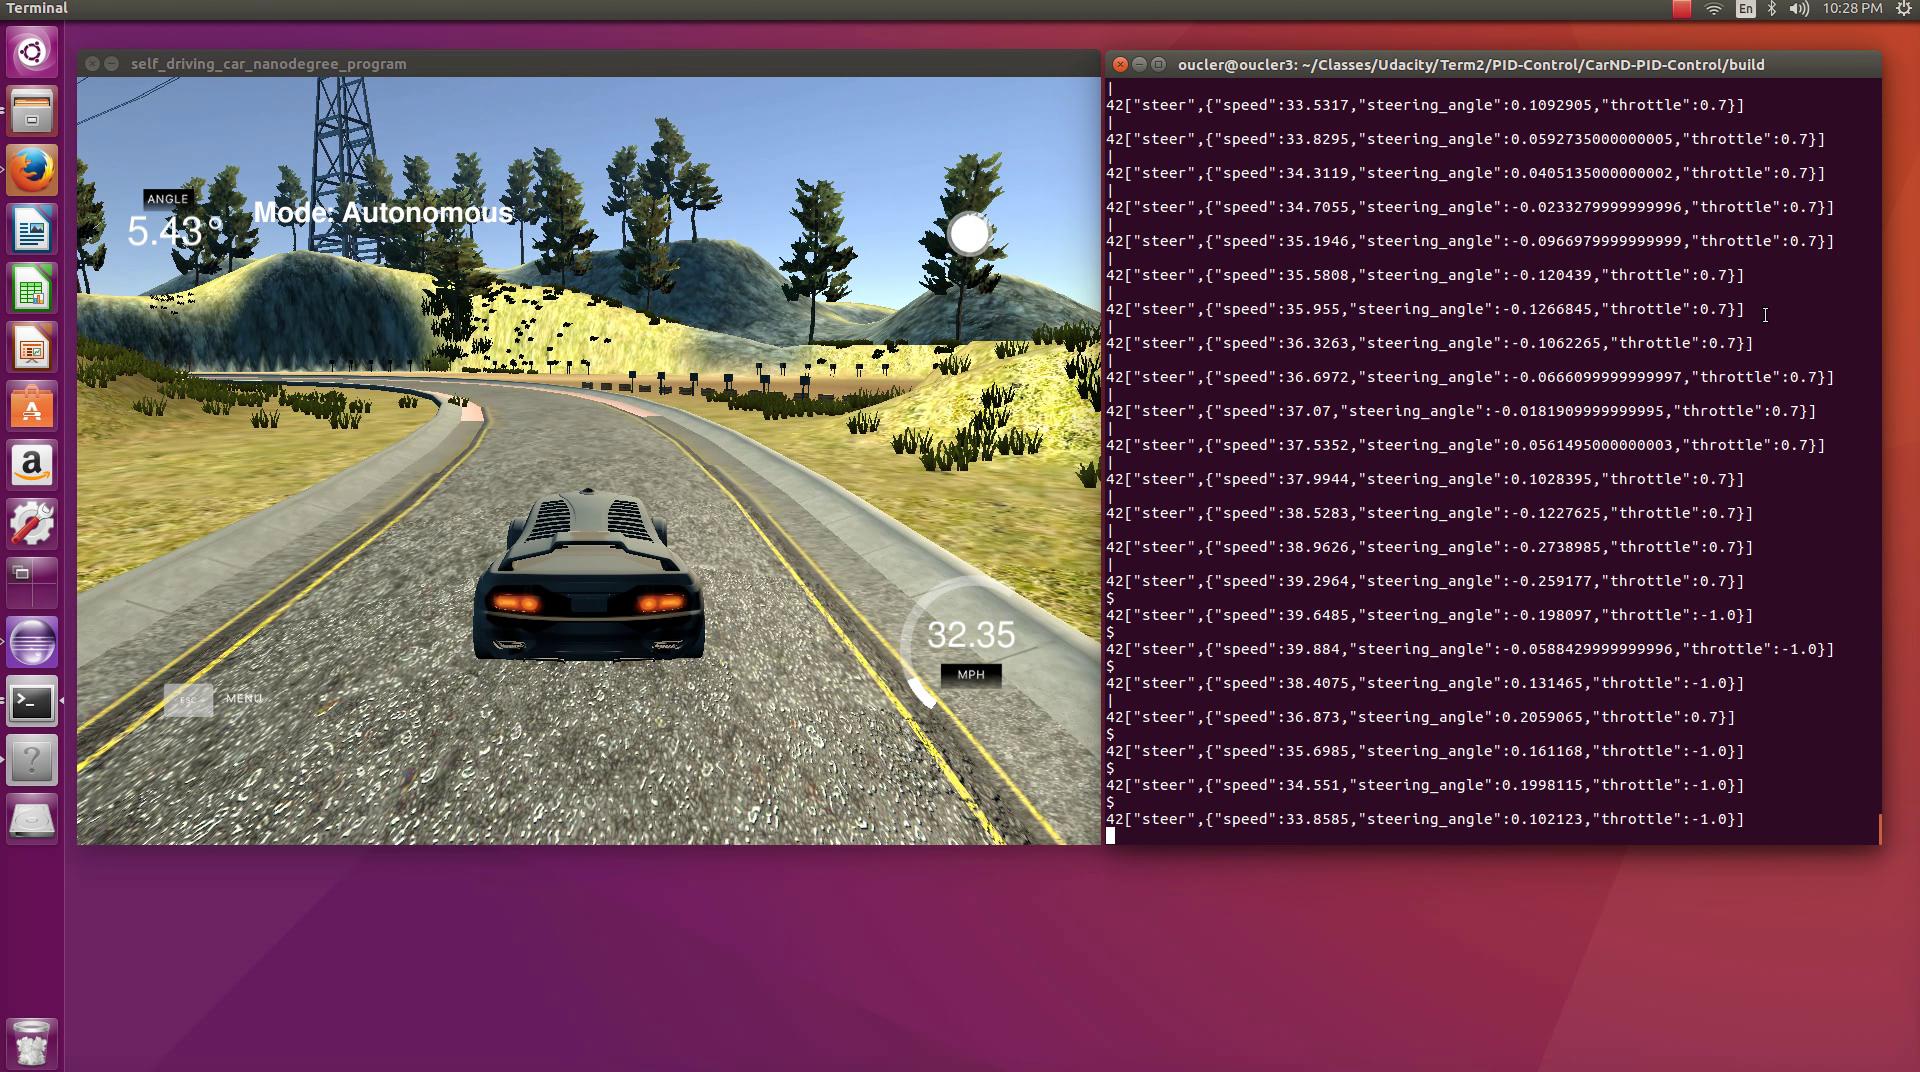 Terminal
En
10:28 PM
self_driving_car_nanodegree_program
ANGLE
5.43°
Mode: Autonomous
32.35
MPH
ESC
MENU
oucler@oucler3: ~/Classes/Udacity/Term2/PID-Control/CarND-PID-Control/build
|
42["steer",{"speed":33.5317,"steering_angle":0.1092905,"throttle":0.7}]
|
42["steer",{"speed":33.8295,"steering_angle":0.0592735000000005,"throttle":0.7}]
|
42["steer",{"speed":34.3119,"steering_angle":0.0405135000000002,"throttle":0.7}]
|
42["steer",{"speed":34.7055,"steering_angle":-0.0233279999999996,"throttle":0.7}]
|
42["steer",{"speed":35.1946,"steering_angle":-0.0966979999999999,"throttle":0.7}]
|
42["steer",{"speed":35.5808,"steering_angle":-0.120439,"throttle":0.7}]
|
42["steer",{"speed":35.955,"steering_angle":-0.1266845,"throttle":0.7}]
|
42["steer",{"speed":36.3263,"steering_angle":-0.1062265,"throttle":0.7}]
|
42["steer",{"speed":36.6972,"steering_angle":-0.0666099999999997,"throttle":0.7}]
|
42["steer",{"speed":37.07,"steering_angle":-0.0181909999999995,"throttle":0.7}]
|
42["steer",{"speed":37.5352,"steering_angle":0.0561495000000003,"throttle":0.7}]
|
42["steer",{"speed":37.9944,"steering_angle":0.1028395,"throttle":0.7}]
|
42["steer",{"speed":38.5283,"steering_angle":-0.1227625,"throttle":0.7}]
|
42["steer",{"speed":38.9626,"steering_angle":-0.2738985,"throttle":0.7}]
|
42["steer",{"speed":39.2964,"steering_angle":-0.259177,"throttle":0.7}]
$
42["steer",{"speed":39.6485,"steering_angle":-0.198097,"throttle":-1.0}]
$
42["steer",{"speed":39.884,"steering_angle":-0.0588429999999996,"throttle":-1.0}]
$
42["steer",{"speed":38.4075,"steering_angle":0.131465,"throttle":-1.0}]
|
42["steer",{"speed":36.873,"steering_angle":0.2059065,"throttle":0.7}]
$
42["steer",{"speed":35.6985,"steering_angle":0.161168,"throttle":-1.0}]
$
42["steer",{"speed":34.551,"steering_angle":0.1998115,"throttle":-1.0}]
$
42["steer",{"speed":33.8585,"steering_angle":0.102123,"throttle":-1.0}]